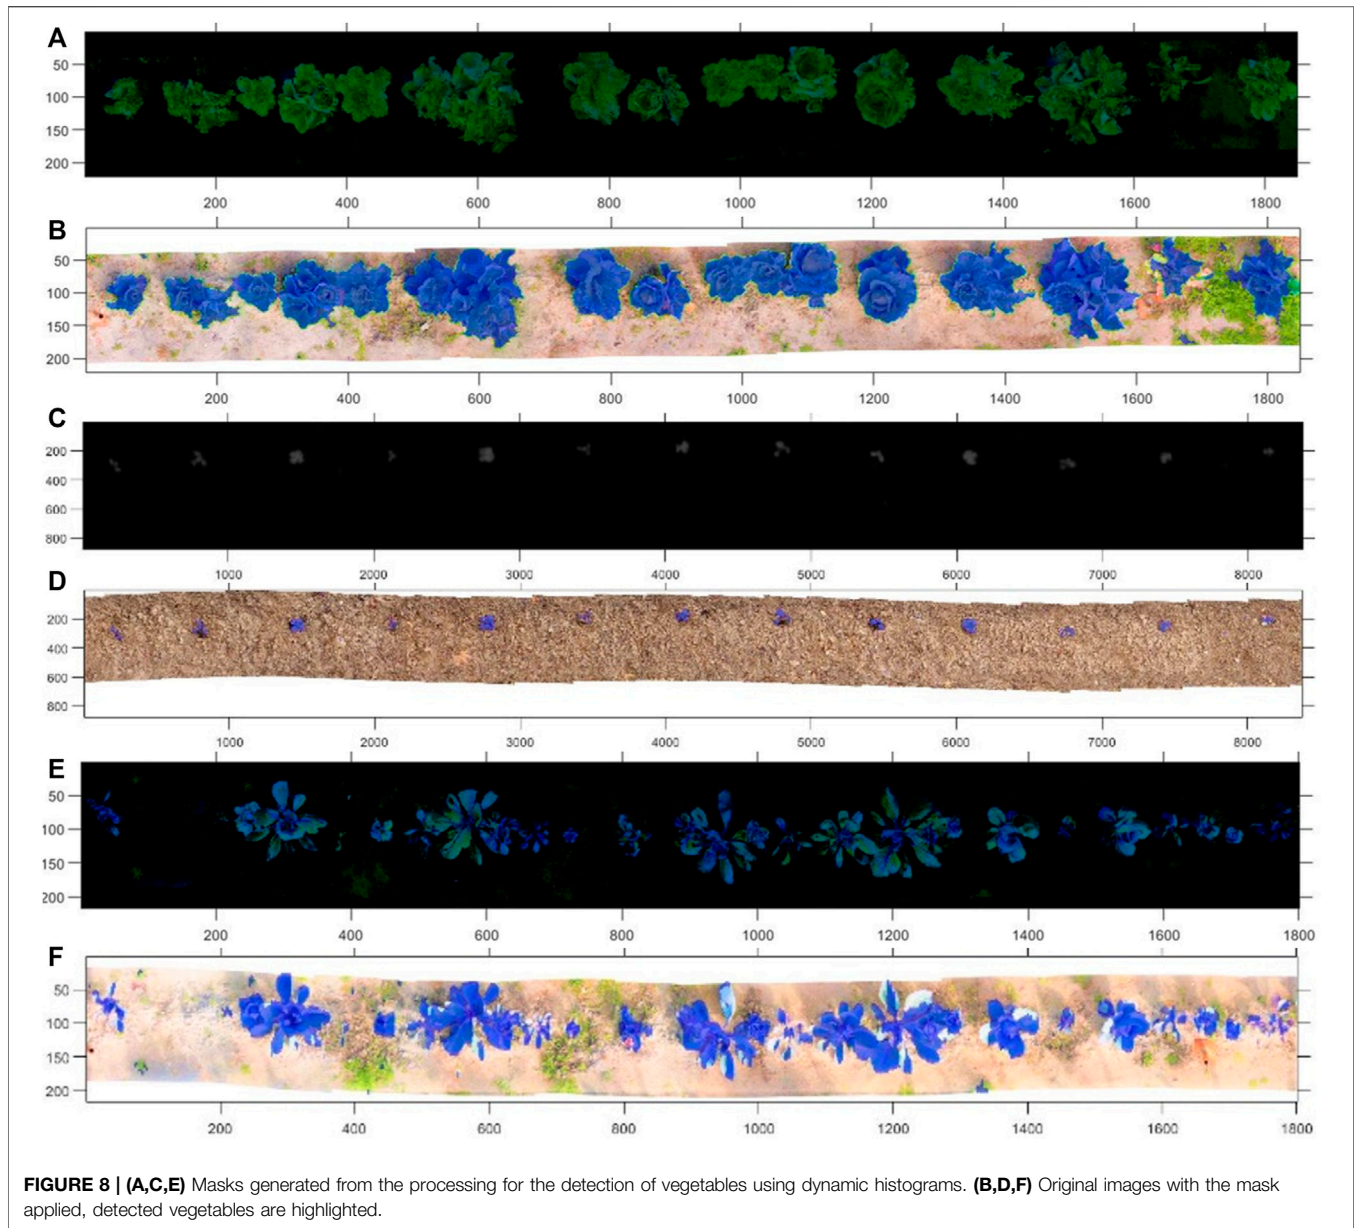 A
50
100
150
200
200 400 600 800 1000 1200 1400 1600 1800
B
50
100
150
200
200 400 600 800 1000 1200 1400 1600 1800
C
200
400
600
800
1000 2000 3000 4000 5000 6000 7000 8000
D
200
400
600
800
1000 2000 3000 4000 5000 6000 7000 8000
E
50
100
150
200
200 400 600 800 1000 1200 1400 1600 1800
F
50
100
150
200
200 400 600 800 1000 1200 1400 1600 1800
FIGURE 8 | (A,C,E) Masks generated from the processing for the detection of vegetables using dynamic histograms. (B,D,F) Original images with the mask
applied, detected vegetables are highlighted.